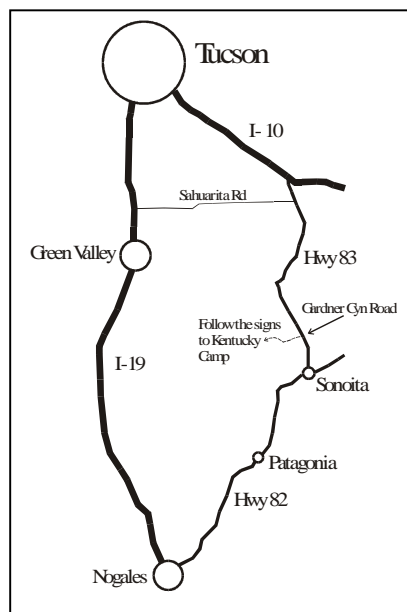 Tucson
I-10
Sahuarita Rd
Green Valley
Hwy 83
Gardner Cyn Road
Follow the signs
to Kentucky
Camp
I-19
Sonoita
Patagonia
Hwy 82
Nogales